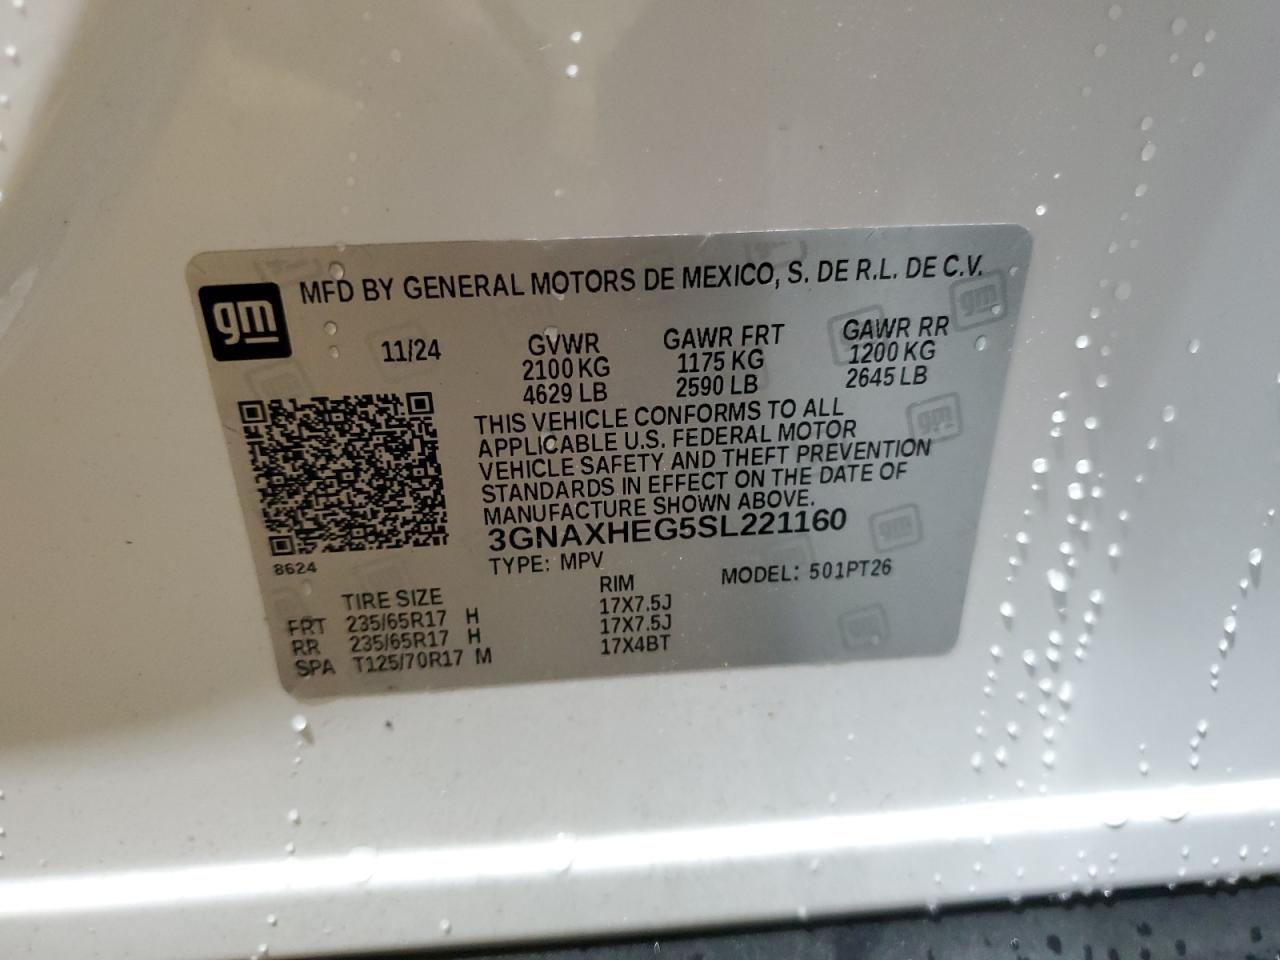 gm
MFD BY GENERAL MOTORS DE MEXICO, S. DE R.L. DE C.V.
11/24 GVWR GAWR FRT GAWR RR
2100 KG 1175 KG 1200 KG
4629 LB 2590 LB 2645 LB
THIS VEHICLE CONFORMS TO ALL
APPLICABLE U.S. FEDERAL MOTOR
VEHICLE SAFETY AND THEFT PREVENTION
STANDARDS IN EFFECT ON THE DATE OF
MANUFACTURE SHOWN ABOVE.
3GNAXHEG5SL221160
8624
TYPE: MPV MODEL: 501PT26
TIRE SIZE RIM
FRT 235/65R17 H 17X7.5J
RR 235/65R17 H 17X7.5J
SPA T125/70R17 M 17X4BT